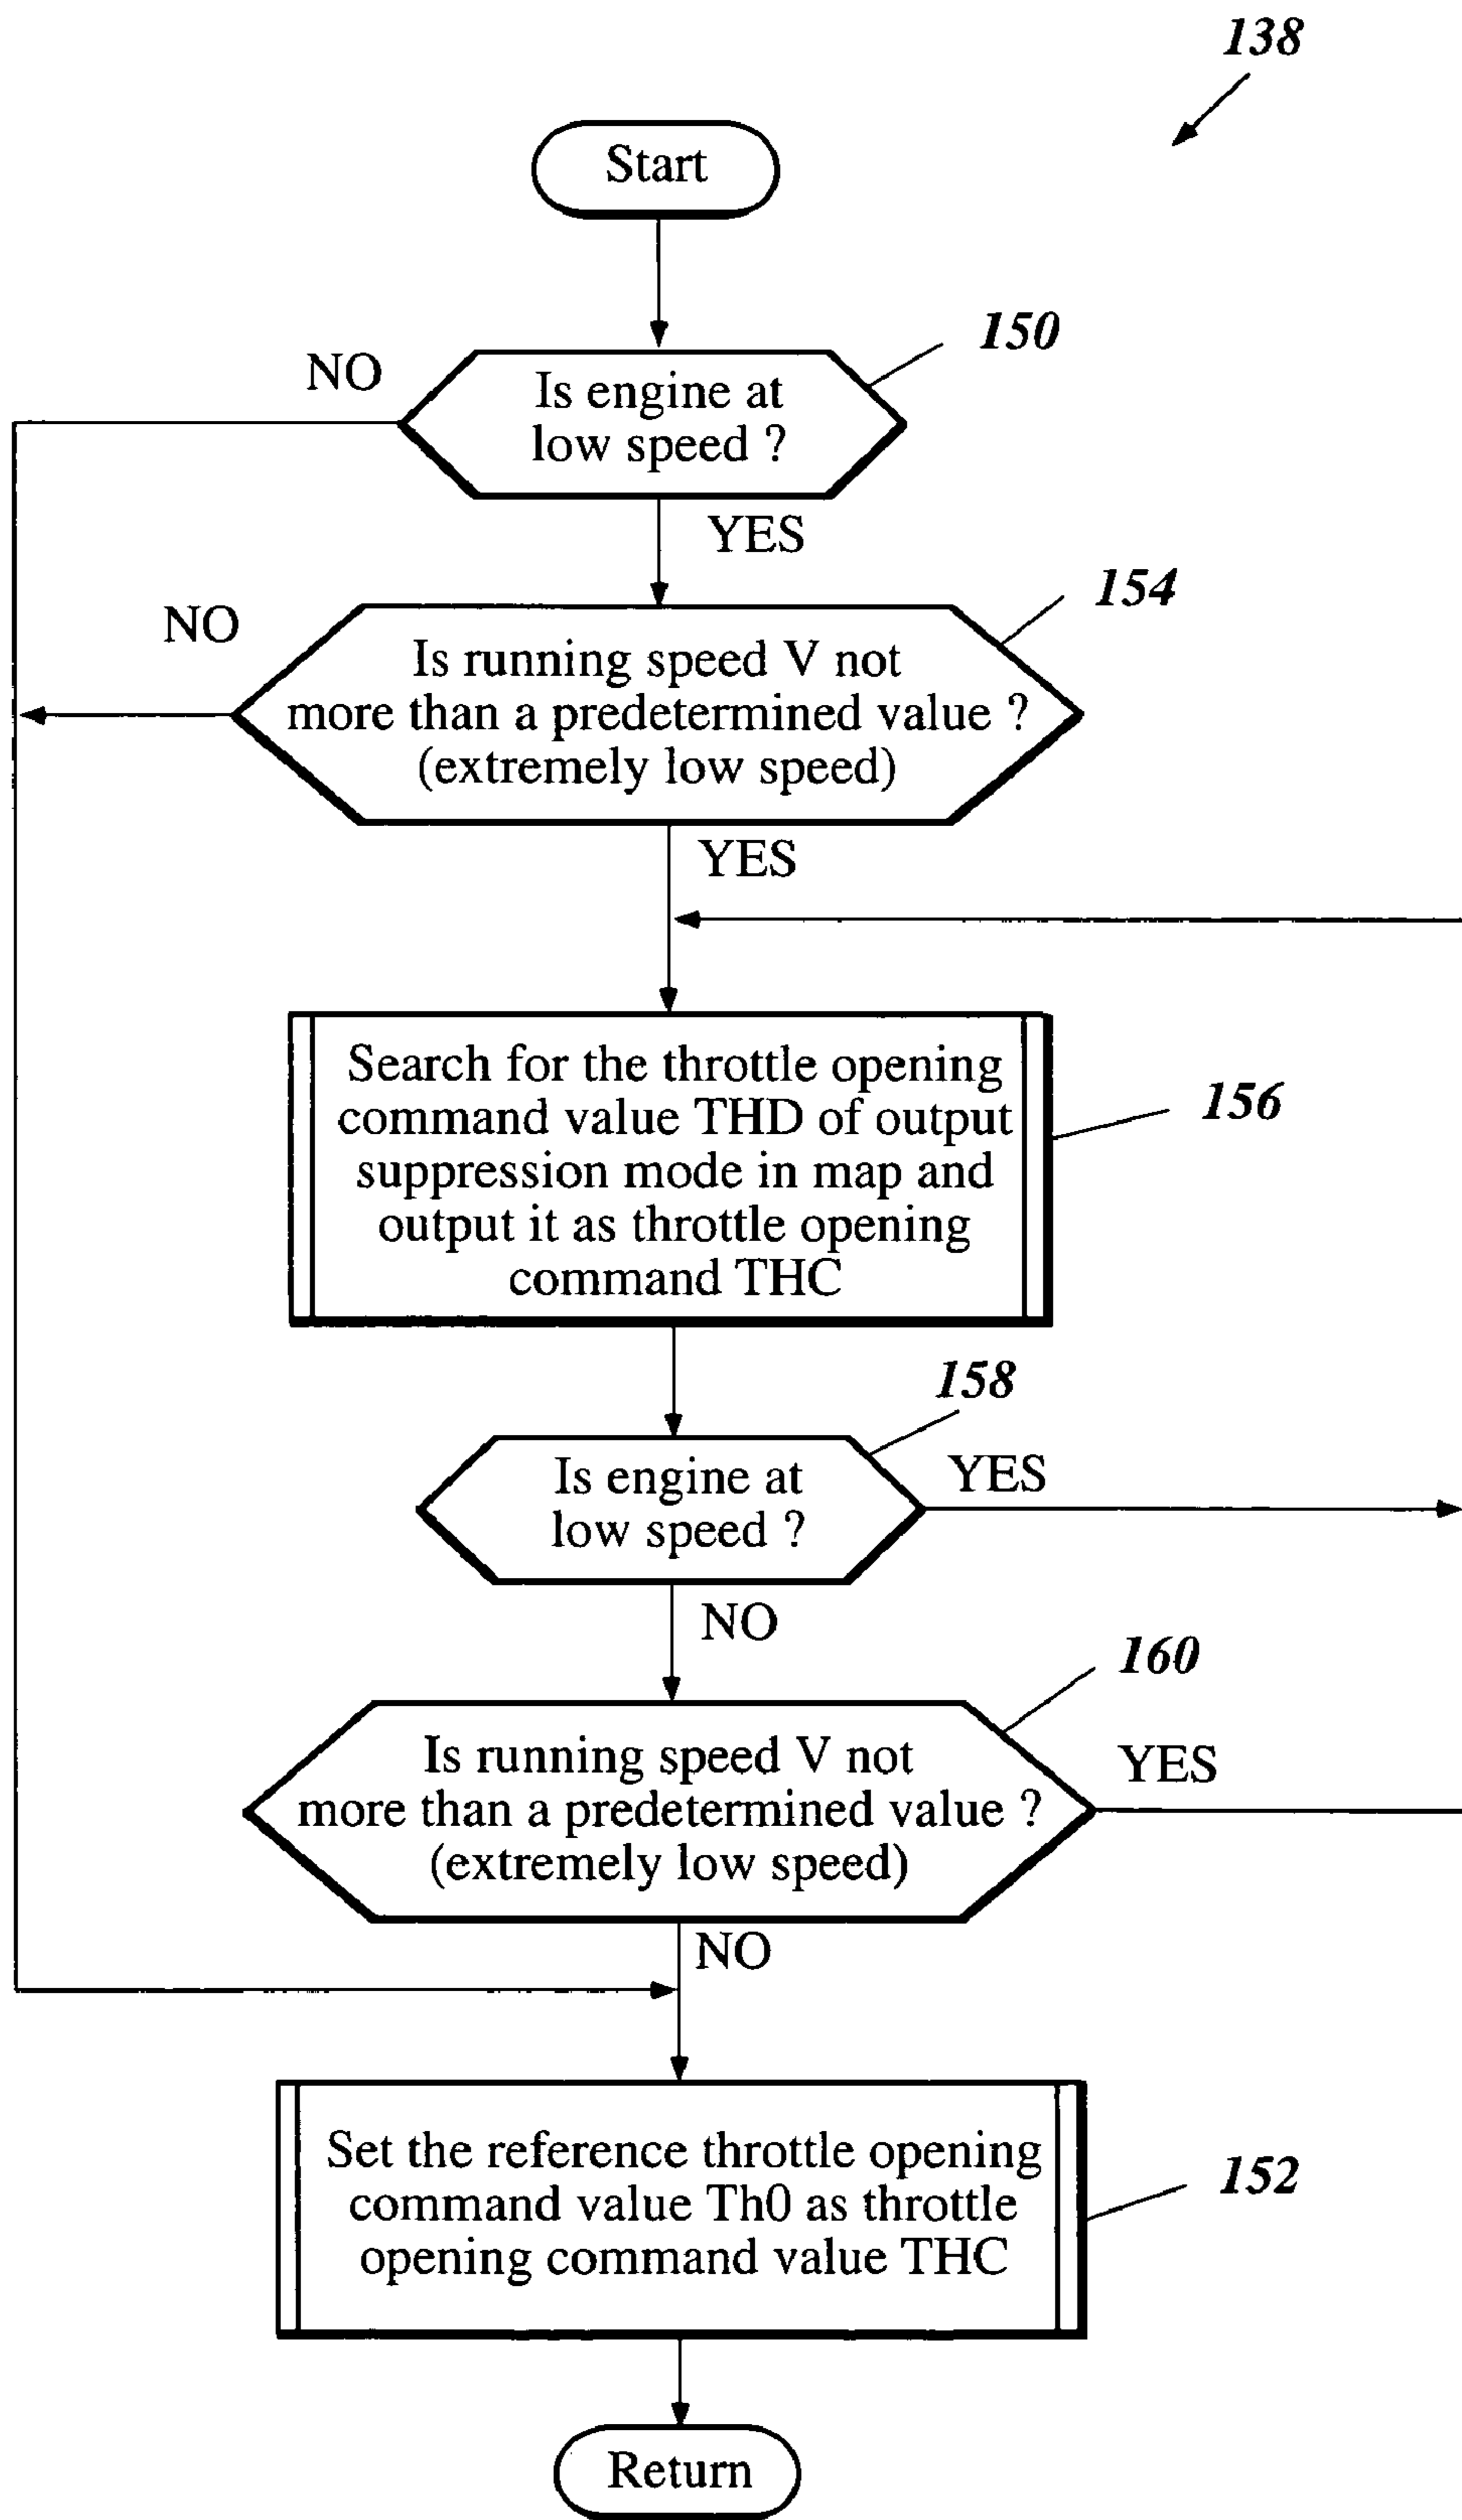 138
Start
150
NO
Is engine at
low speed ?
YES
154
NO
Is running speed V not
more than a predetermined value ?
(extremely low speed)
YES
Search for the throttle opening
command value THD of output
suppression mode in map and
output it as throttle opening
command THC
156
158
Is engine at
low speed ?
YES
NO
160
Is running speed V not
more than a predetermined value ?
(extremely low speed)
YES
NO
Set the reference throttle opening
command value Th0 as throttle
opening command value THC
152
Return